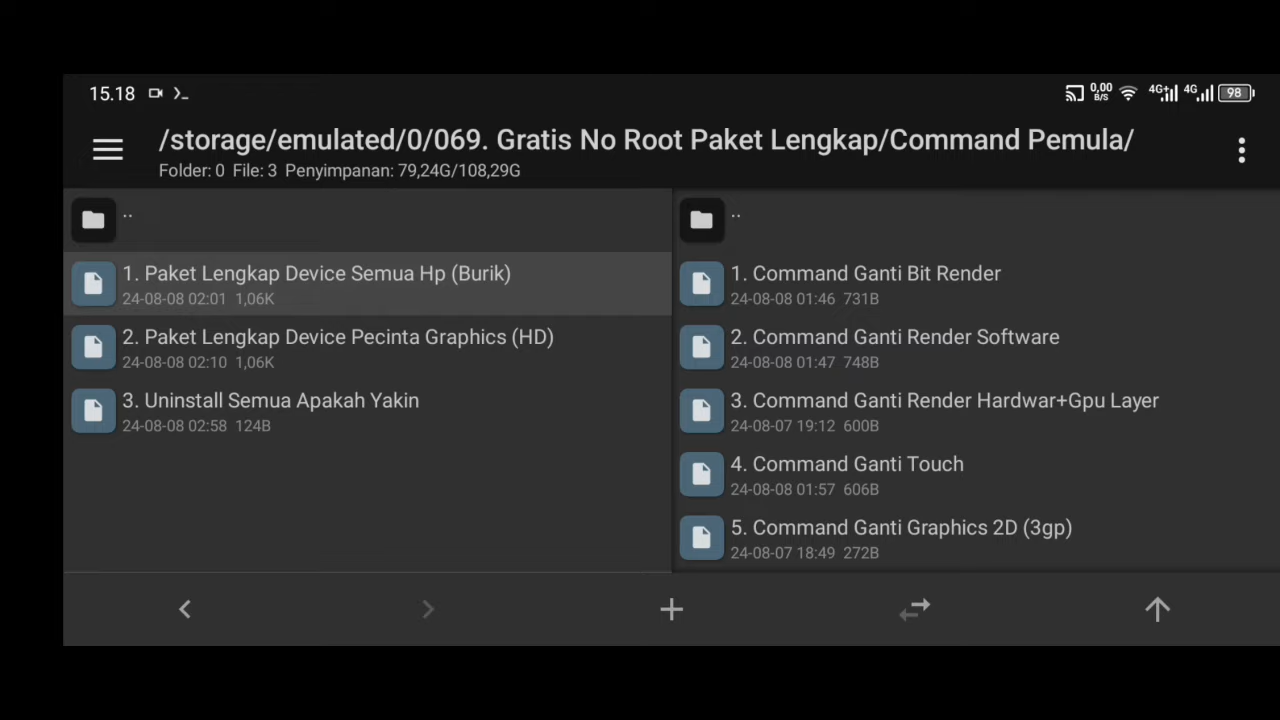 15.18
0,00
B/S
4G+
4G
98
/storage/emulated/0/069. Gratis No Root Paket Lengkap/Command Pemula/
Folder: 0 File: 3 Penyimpanan: 79,24G/108,29G
..
1. Paket Lengkap Device Semua Hp (Burik)
24-08-08 02:01 1,06K
2. Paket Lengkap Device Pecinta Graphics (HD)
24-08-08 02:10 1,06K
3. Uninstall Semua Apakah Yakin
24-08-08 02:58 124B
..
1. Command Ganti Bit Render
24-08-08 01:46 731B
2. Command Ganti Render Software
24-08-08 01:47 748B
3. Command Ganti Render Hardwar+Gpu Layer
24-08-07 19:12 600B
4. Command Ganti Touch
24-08-08 01:57 606B
5. Command Ganti Graphics 2D (3gp)
24-08-07 18:49 272B